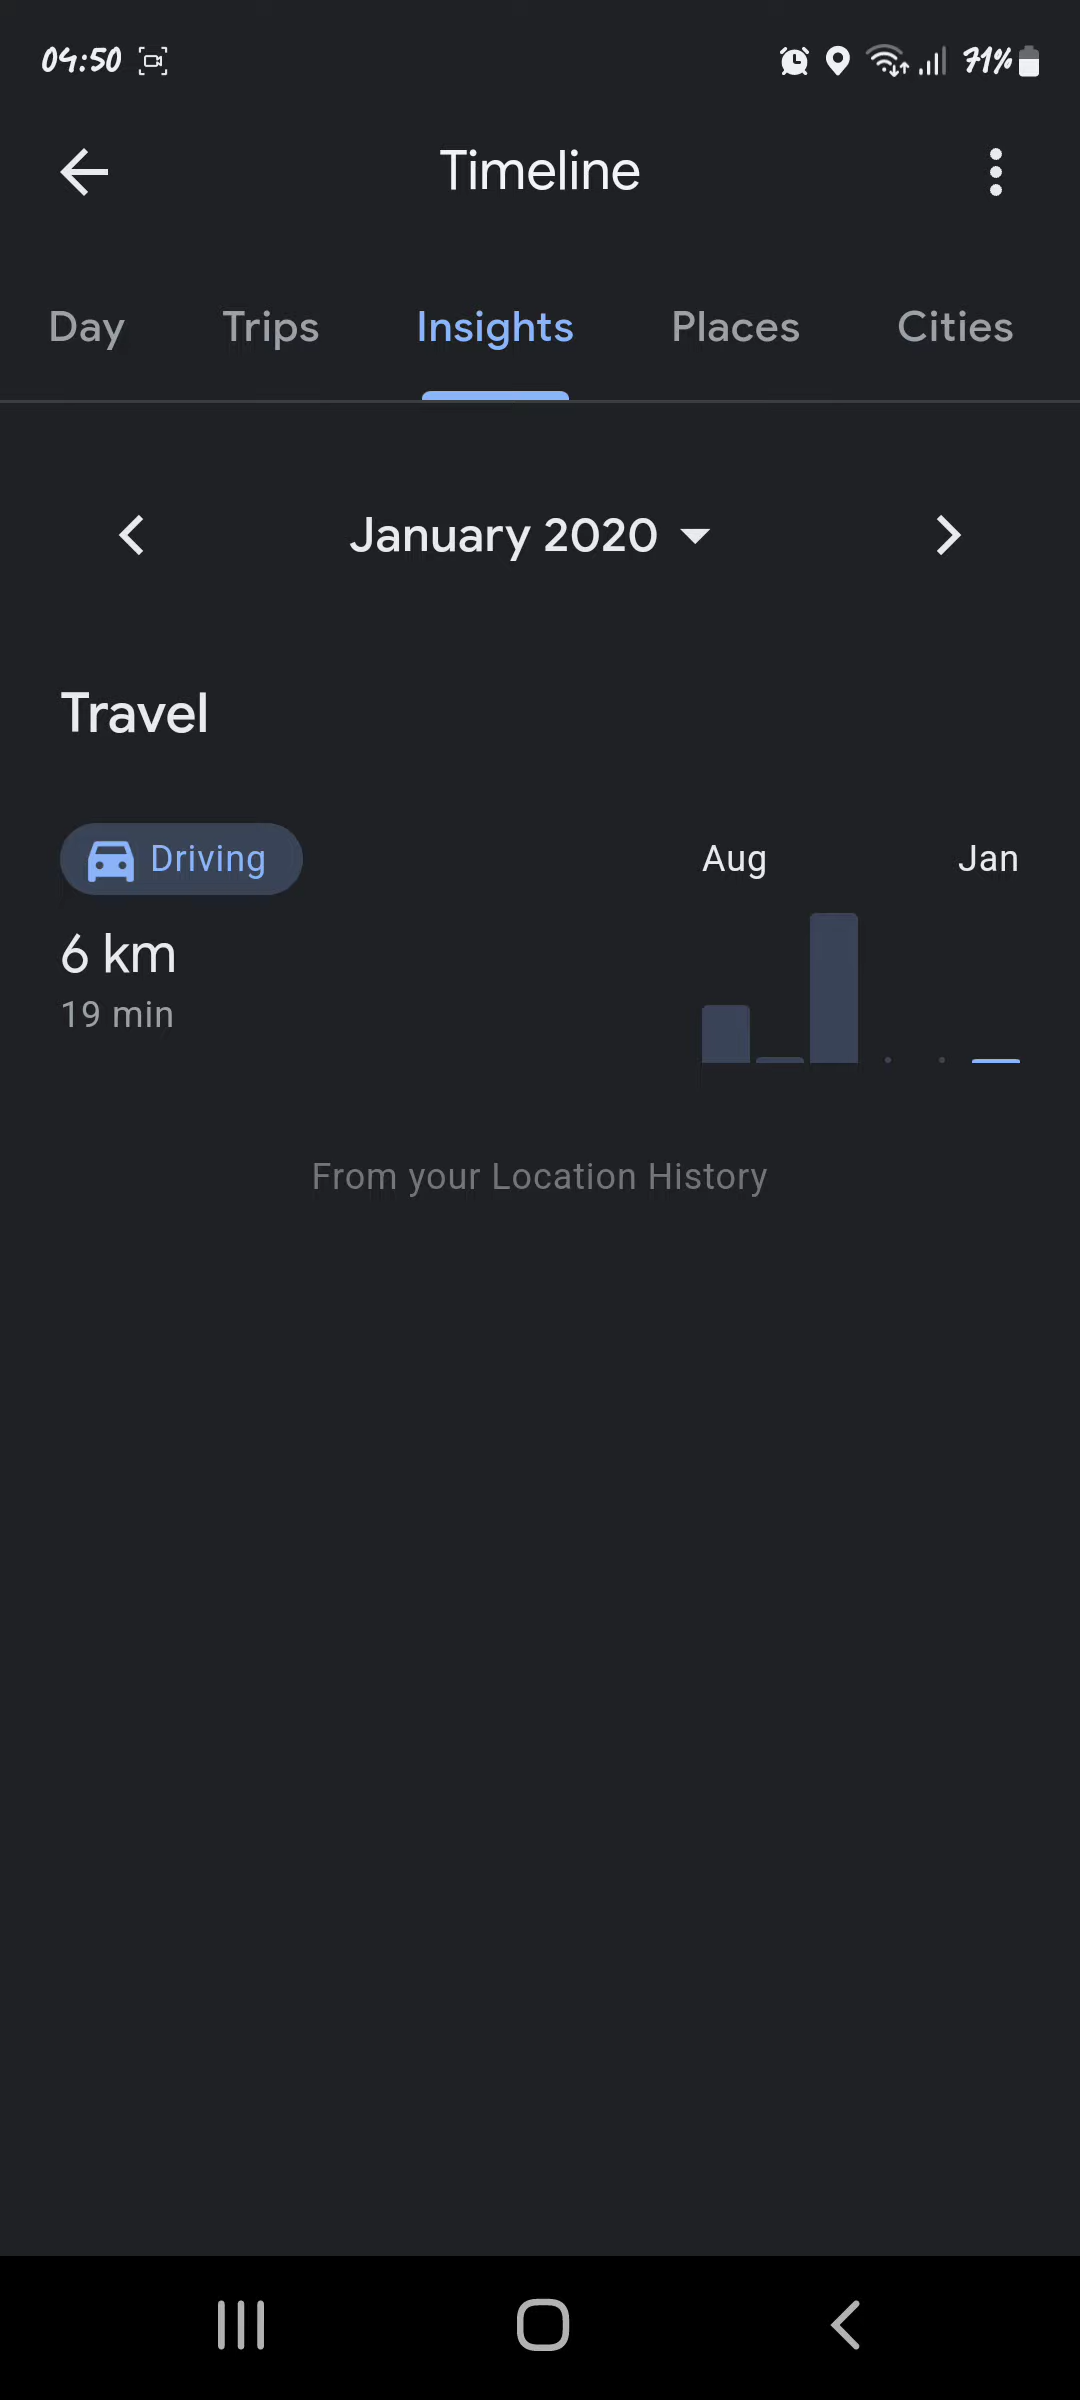 04:50 71%
Timeline
Day Trips Insights Places Cities
January 2020
Travel
Driving Aug Jan
6 km
19 min
From your Location History